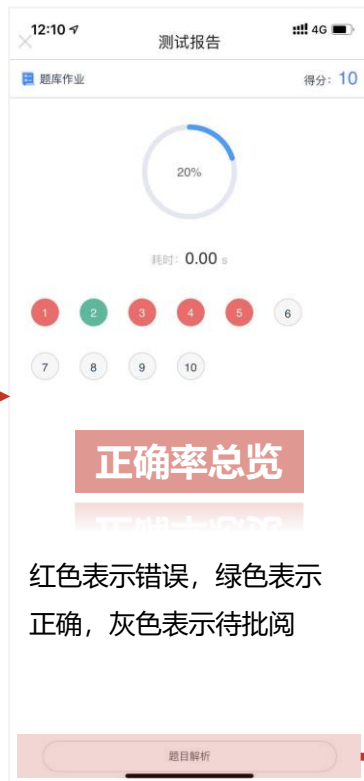 12:10
4G
测试报告
题库作业
得分: 10
20%
耗时: 0.00 s
1 2 3 4 5 6
7 8 9 10
正确率总览
红色表示错误，绿色表示
正确，灰色表示待批阅
题目解析